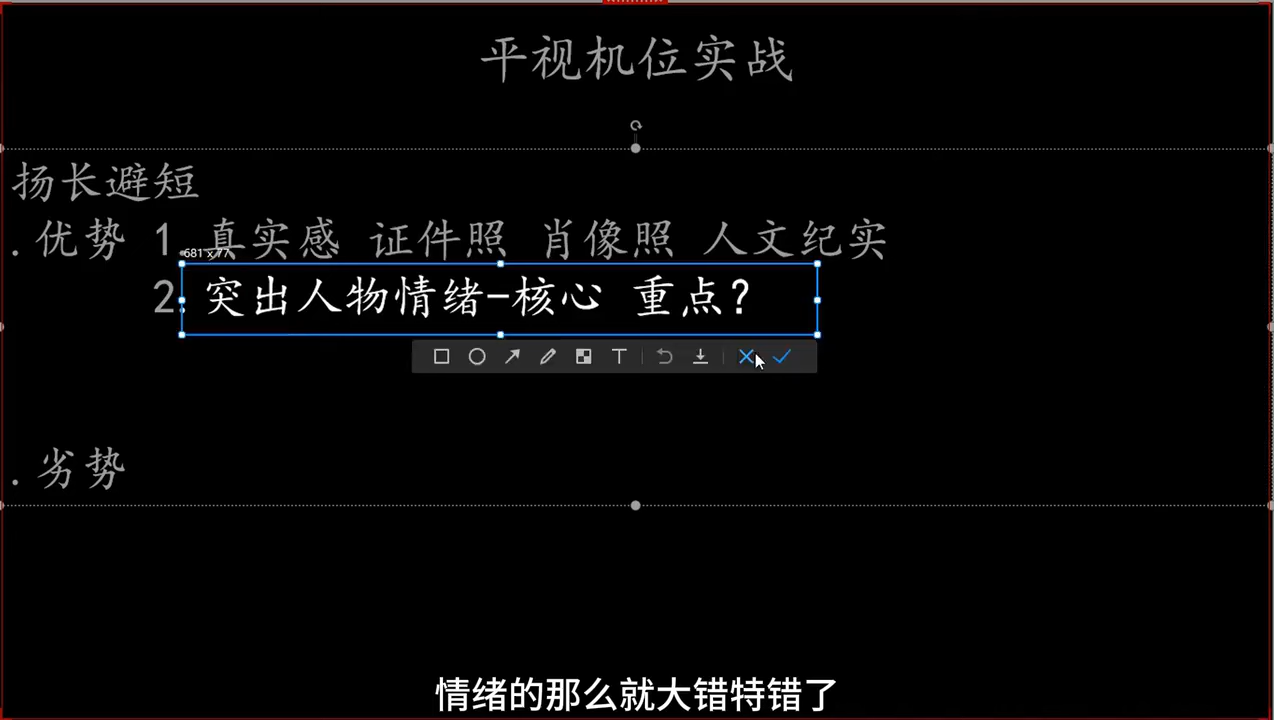 平视机位实战
扬长避短
.优势 1.真实感 证件照 肖像照 人文纪实
681 x 77
2.突出人物情绪-核心 重点?
.劣势
情绪的那么就大错特错了